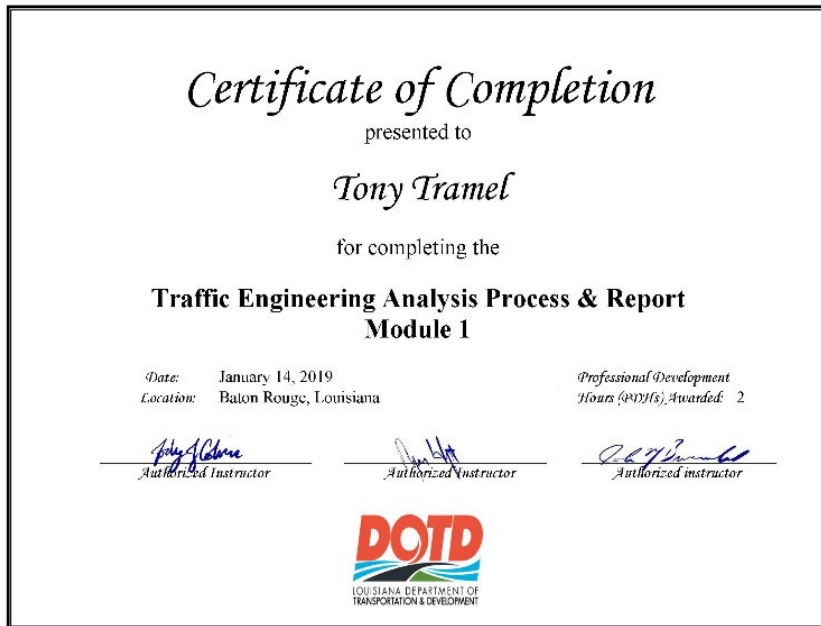 Certificate of Completion
presented to
Tony Tramel
for completing the
Traffic Engineering Analysis Process & Report
Module 1
Date: January 14, 2019
Location: Baton Rouge, Louisiana
Professional Development
Hours (PDHs) Awarded: 2
Authorized Instructor
Authorized Instructor
Authorized instructor
DOTD
LOUISIANA DEPARTMENT OF
TRANSPORTATION & DEVELOPMENT